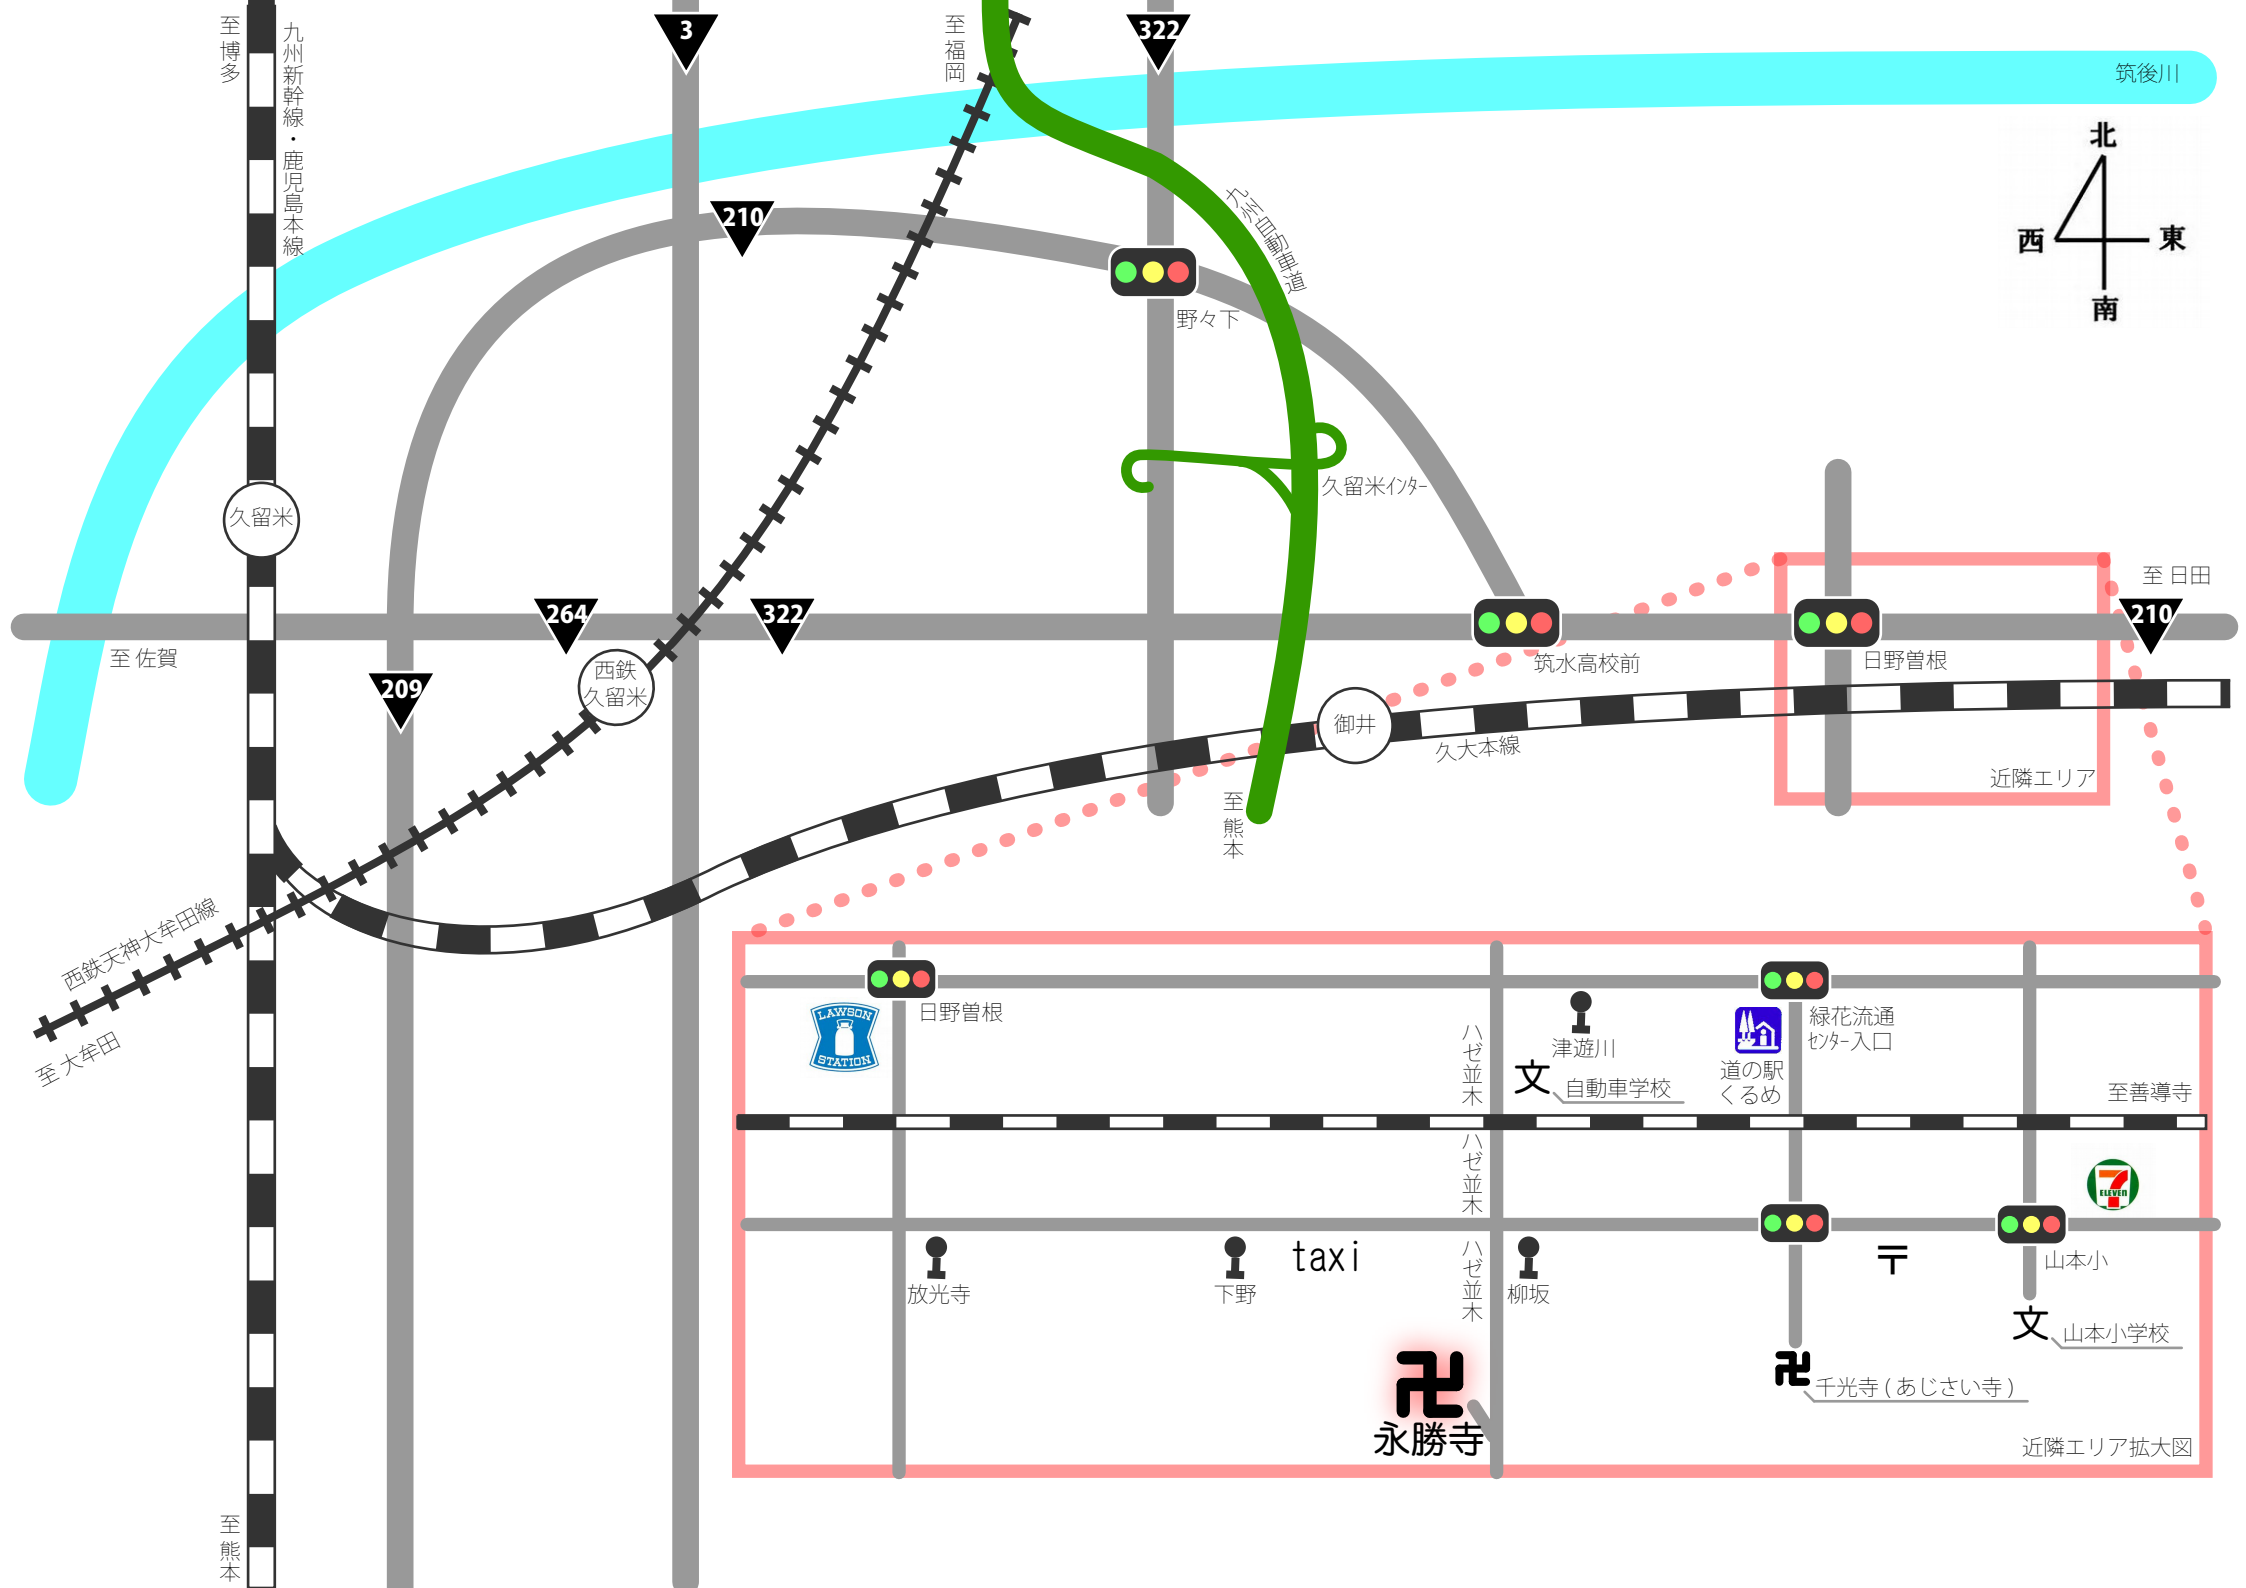 至 博多
九州新幹線・鹿児島本線
3
至 福岡
322
筑後川
北
西
東
南
210
九州自動車道
野々下
久留米ｲﾝﾀｰ
久留米
264
322
至 佐賀
西鉄
久留米
209
筑水高校前
日野曽根
至 日田
210
御井
久大本線
近隣エリア
至 熊本
西鉄天神大牟田線
至 大牟田
至 熊本
日野曽根
LAWSON
STATION
ハゼ並木
津遊川
文
自動車学校
道の駅
くるめ
緑花流通
ｾﾝﾀｰ入口
至善導寺
ハゼ並木
7
ELEVEN
放光寺
下野
taxi
ハゼ並木
柳坂
〒
山本小
文
山本小学校
卍
永勝寺
卍
千光寺 ( あじさい寺 )
近隣エリア拡大図